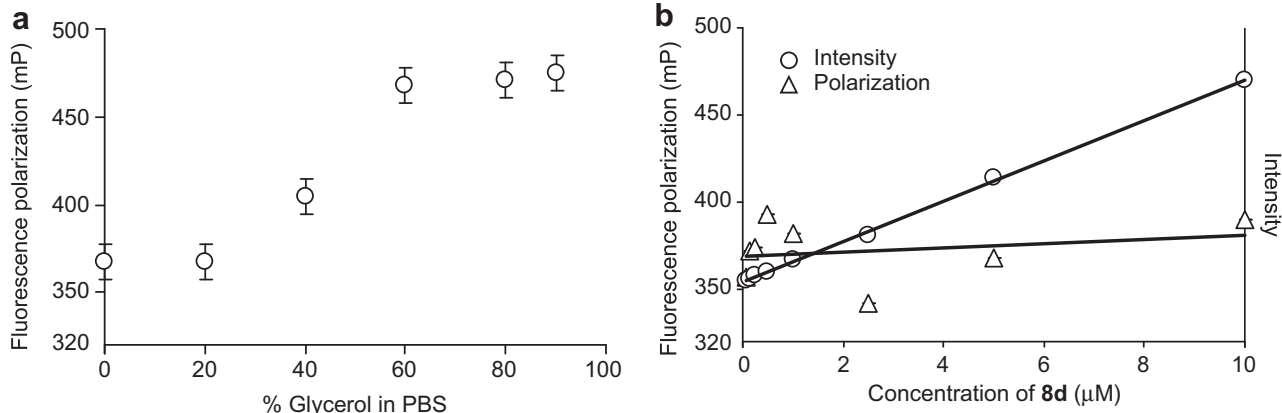 a
Fluorescence polarization (mP)
500
450
400
350
320
0 20 40 60 80 100
% Glycerol in PBS
b
Fluorescence polarization (mP)
500
450
400
350
320
Intensity
Polarization
0 2 4 6 8 10
Concentration of 8d (μM)
Intensity